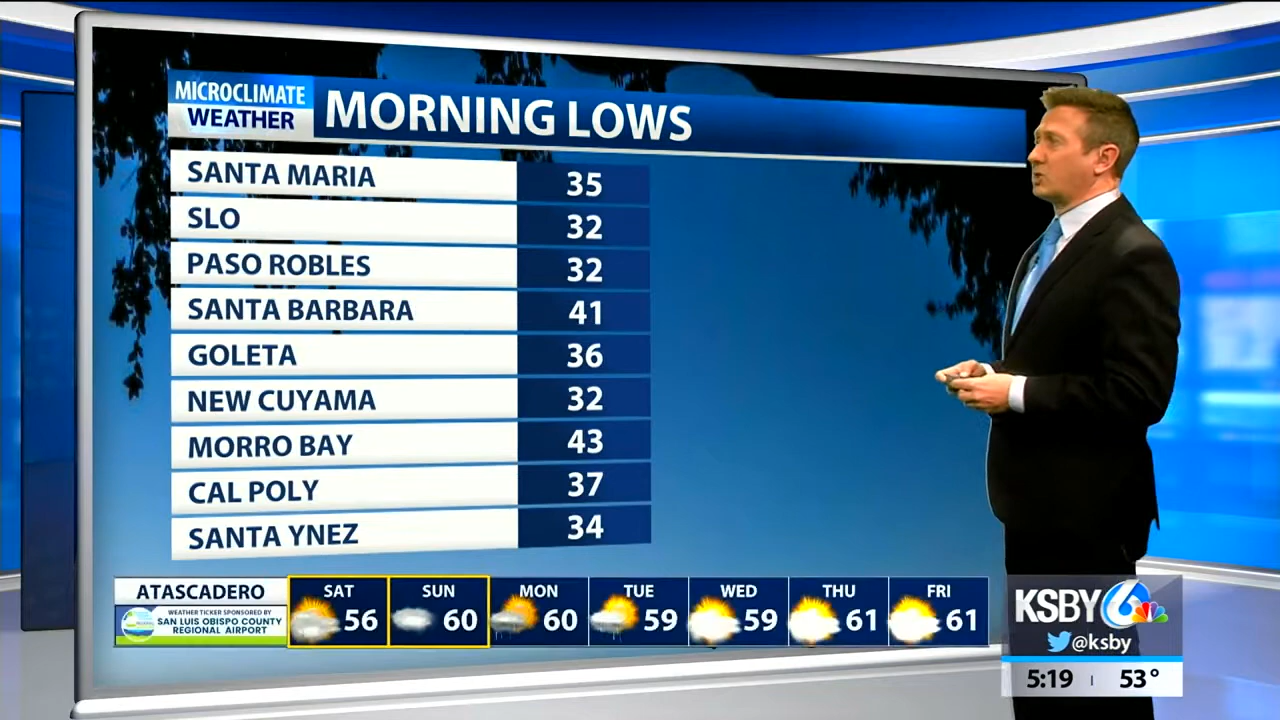 MICROCLIMATE
WEATHER
MORNING LOWS
SANTA MARIA 35
SLO 32
PASO ROBLES 32
SANTA BARBARA 41
GOLETA 36
NEW CUYAMA 32
MORRO BAY 43
CAL POLY 37
SANTA YNEZ 34
ATASCADERO
WEATHER TICKER SPONSORED BY
SAN LUIS OBISPO COUNTY
REGIONAL AIRPORT
SAT 56
SUN 60
MON 60
TUE 59
WED 59
THU 61
FRI 61
KSBY 6
@ksby
5:19 53°